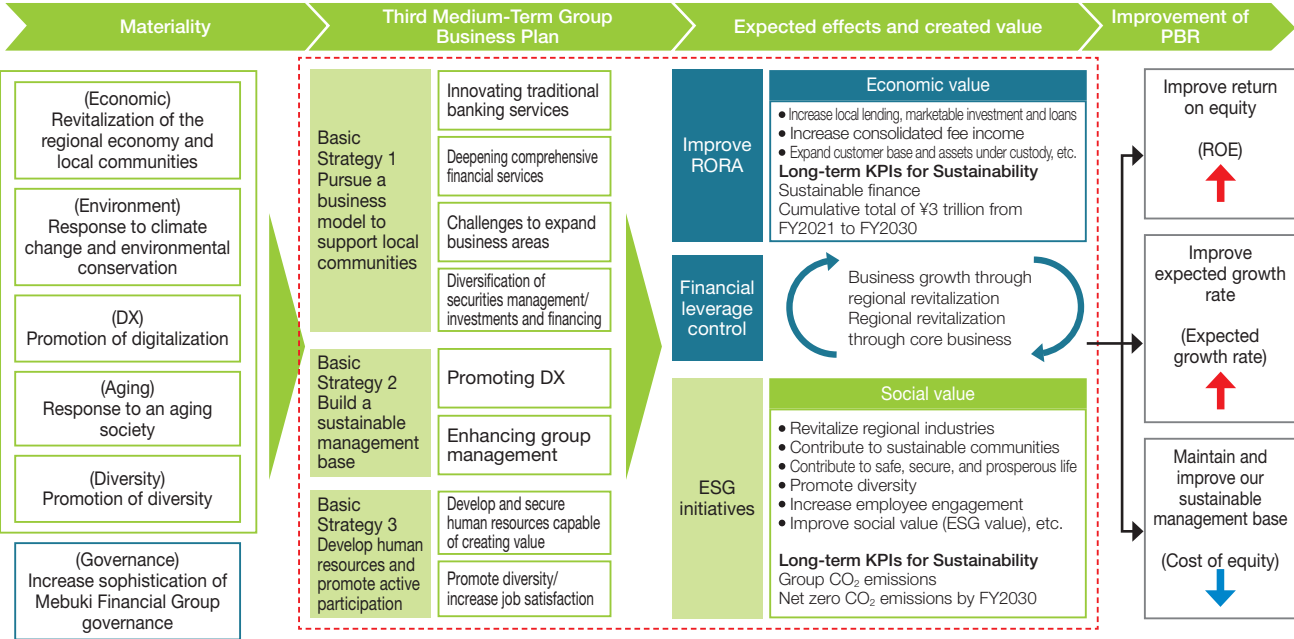 Materiality
Third Medium-Term Group
Business Plan
Expected effects and created value
Improvement of
PBR
(Economic)
Revitalization of the
regional economy and
local communities
(Environment)
Response to climate
change and environmental
conservation
(DX)
Promotion of digitalization
(Aging)
Response to an aging
society
(Diversity)
Promotion of diversity
(Governance)
Increase sophistication of
Mebuki Financial Group
governance
Basic
Strategy 1
Pursue a
business
model to
support local
communities
Innovating traditional
banking services
Deepening comprehensive
financial services
Challenges to expand
business areas
Diversification of
securities management/
investments and financing
Basic
Strategy 2
Build a
sustainable
management
base
Promoting DX
Enhancing group
management
Basic
Strategy 3
Develop human
resources and
promote active
participation
Develop and secure
human resources capable
of creating value
Promote diversity/
increase job satisfaction
Improve
RORA
Economic value
● Increase local lending, marketable investment and loans
● Increase consolidated fee income
● Expand customer base and assets under custody, etc.
Long-term KPIs for Sustainability
Sustainable finance
Cumulative total of ¥3 trillion from
FY2021 to FY2030
Financial
leverage
control
Business growth through
regional revitalization
Regional revitalization
through core business
ESG
initiatives
Social value
● Revitalize regional industries
● Contribute to sustainable communities
● Contribute to safe, secure, and prosperous life
● Promote diversity
● Increase employee engagement
● Improve social value (ESG value), etc.
Long-term KPIs for Sustainability
Group CO₂ emissions
Net zero CO₂ emissions by FY2030
Improve return
on equity
(ROE)
Improve
expected growth
rate
(Expected
growth rate)
Maintain and
improve our
sustainable
management base
(Cost of equity)